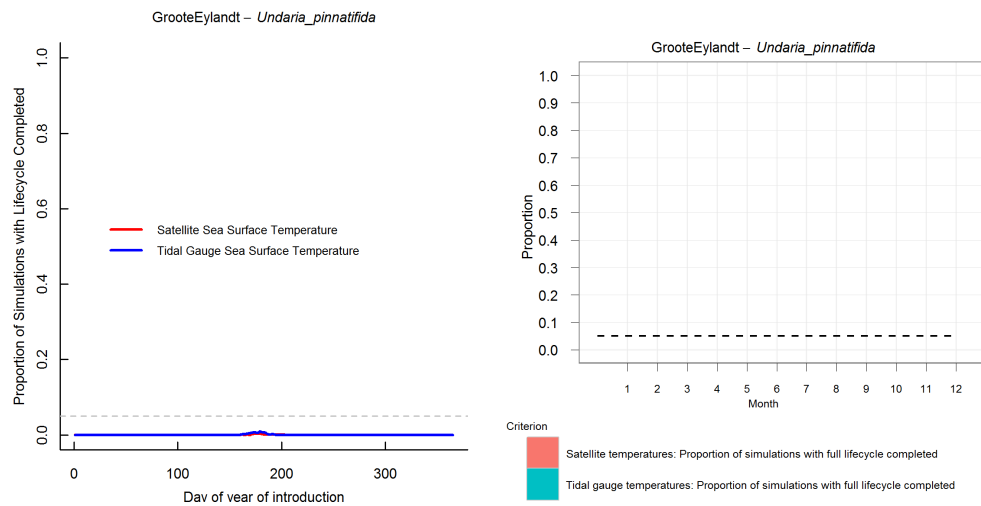 GrooteEylandt – Undaria_pinnatifida
Proportion of Simulations with Lifecycle Completed
1.0
0.8
0.6
0.4
0.2
0.0
Satellite Sea Surface Temperature
Tidal Gauge Sea Surface Temperature
0 100 200 300
Day of year of introduction
GrooteEylandt – Undaria_pinnatifida
Proportion
1.0
0.9
0.8
0.7
0.6
0.5
0.4
0.3
0.2
0.1
0.0
1 2 3 4 5 6 7 8 9 10 11 12
Month
Criterion
Satellite temperatures: Proportion of simulations with full lifecycle completed
Tidal gauge temperatures: Proportion of simulations with full lifecycle completed